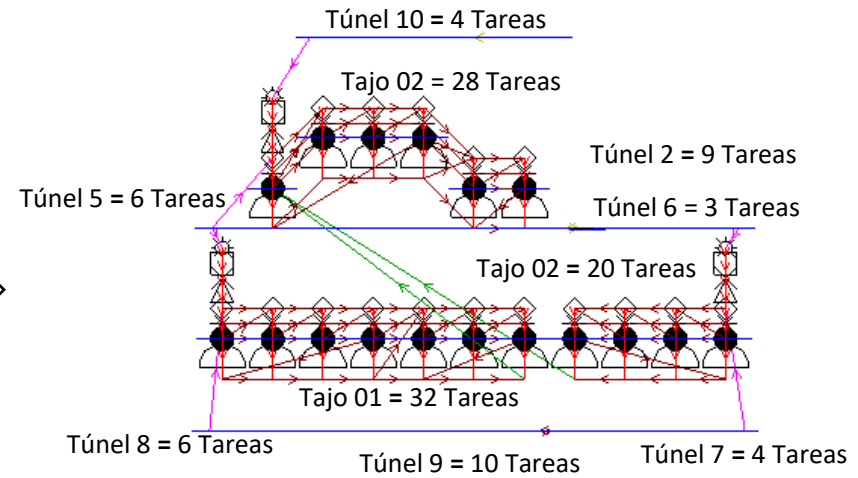 Túnel 10 = 4 Tareas
Tajo 02 = 28 Tareas
Túnel 2 = 9 Tareas
Túnel 5 = 6 Tareas
Túnel 6 = 3 Tareas
Tajo 02 = 20 Tareas
Tajo 01 = 32 Tareas
Túnel 8 = 6 Tareas
Túnel 9 = 10 Tareas
Túnel 7 = 4 Tareas